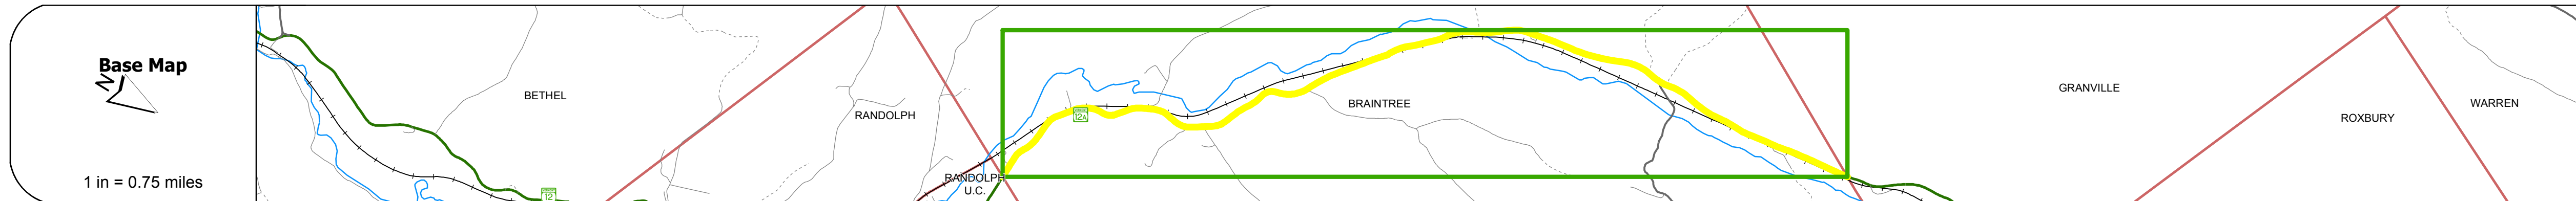 Base Map
N
1 in = 0.75 miles
BETHEL
12
RANDOLPH
RANDOLPH
U.C.
12A
BRAINTREE
GRANVILLE
ROXBURY
WARREN